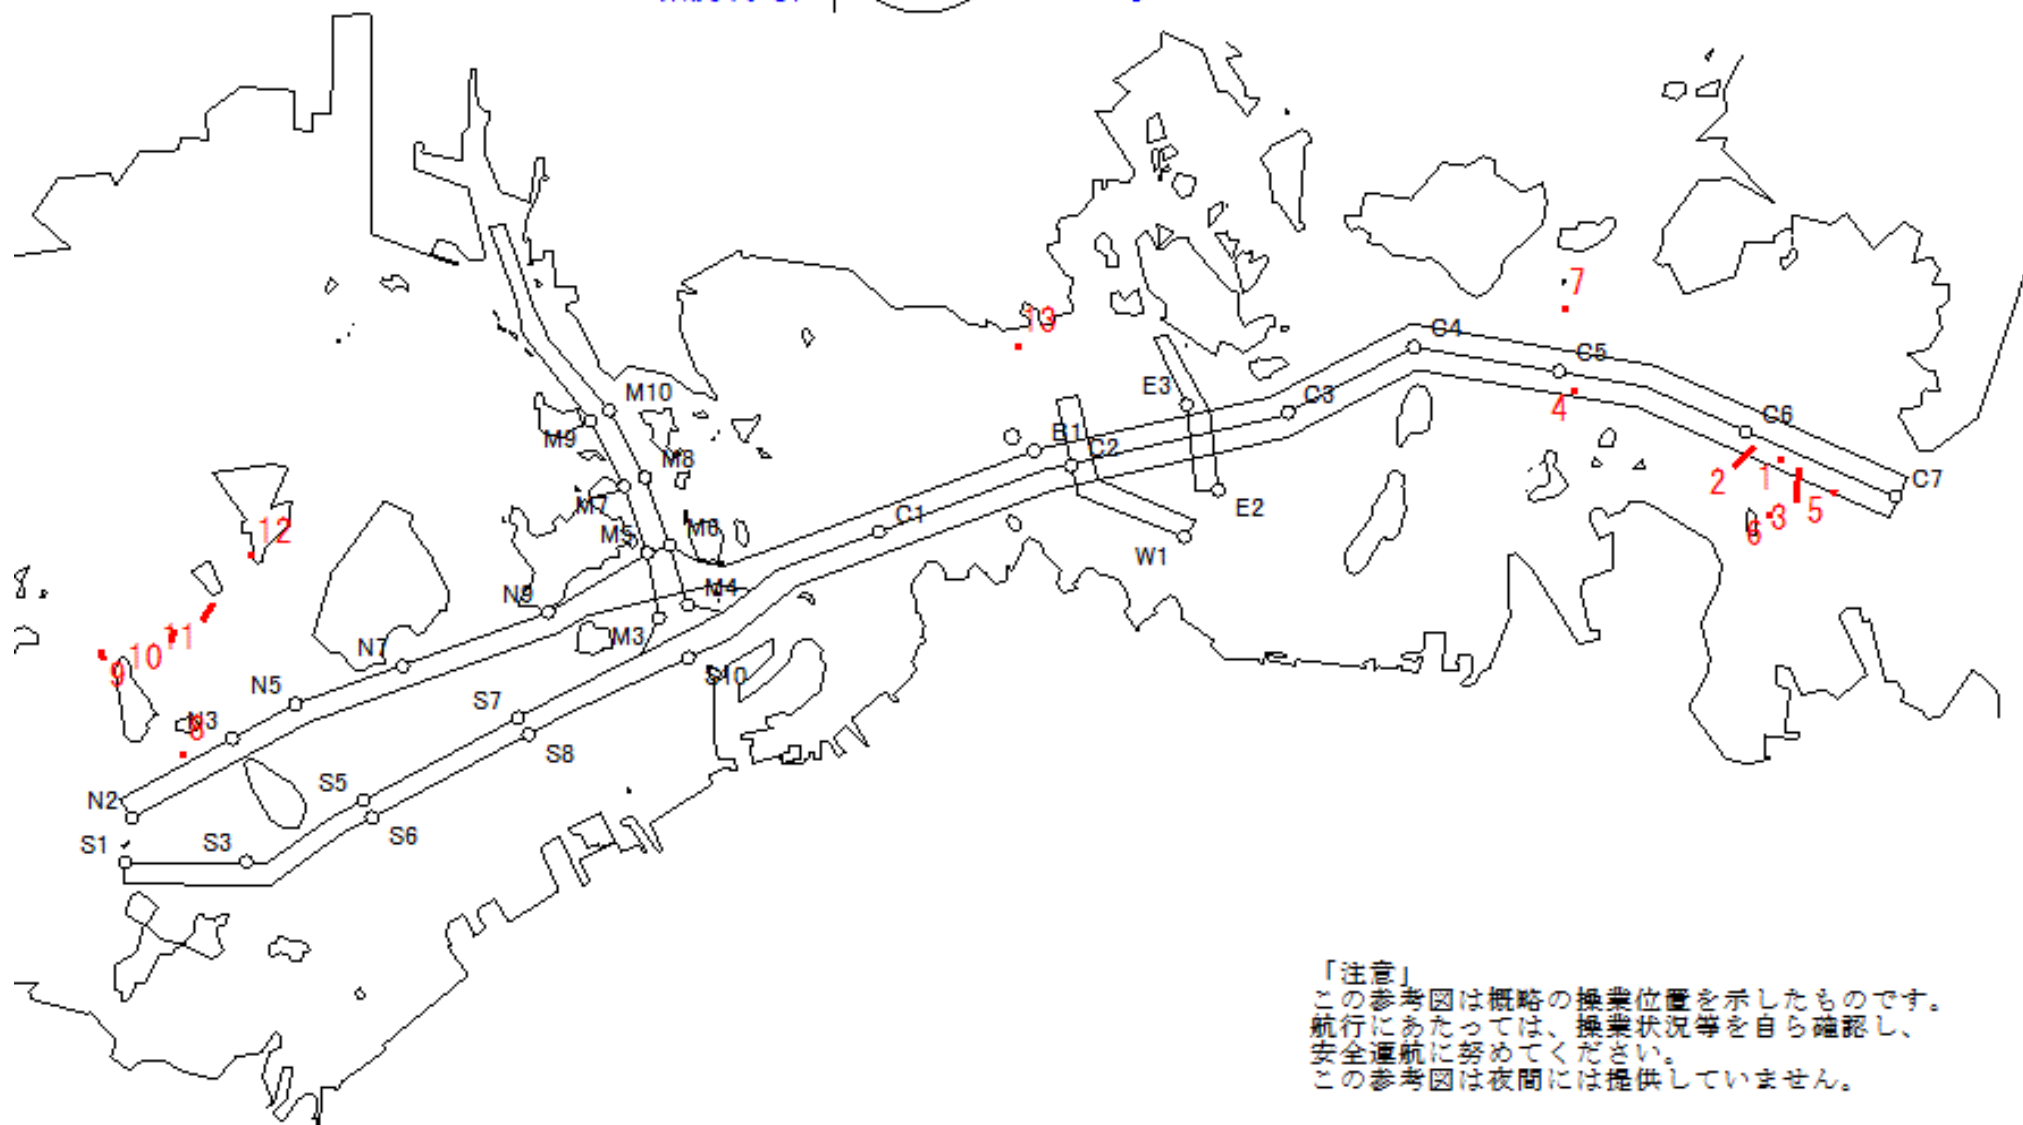 7
13
C4
C5
M10
E3
C3
4
C6
M9
B1
C2
M8
2
1
C7
M7
E2
3
5
6
12
M6
M5
C1
W1
N9
M4
11
10
M3
N7
9
S10
N5
S7
N3
8
S8
S5
N2
S6
S1
S3
「注意」
この参考図は概略の操業位置を示したものです。
航行にあたっては、操業状況等を自ら確認し、
安全運航に努めてください。
この参考図は夜間には提供していません。